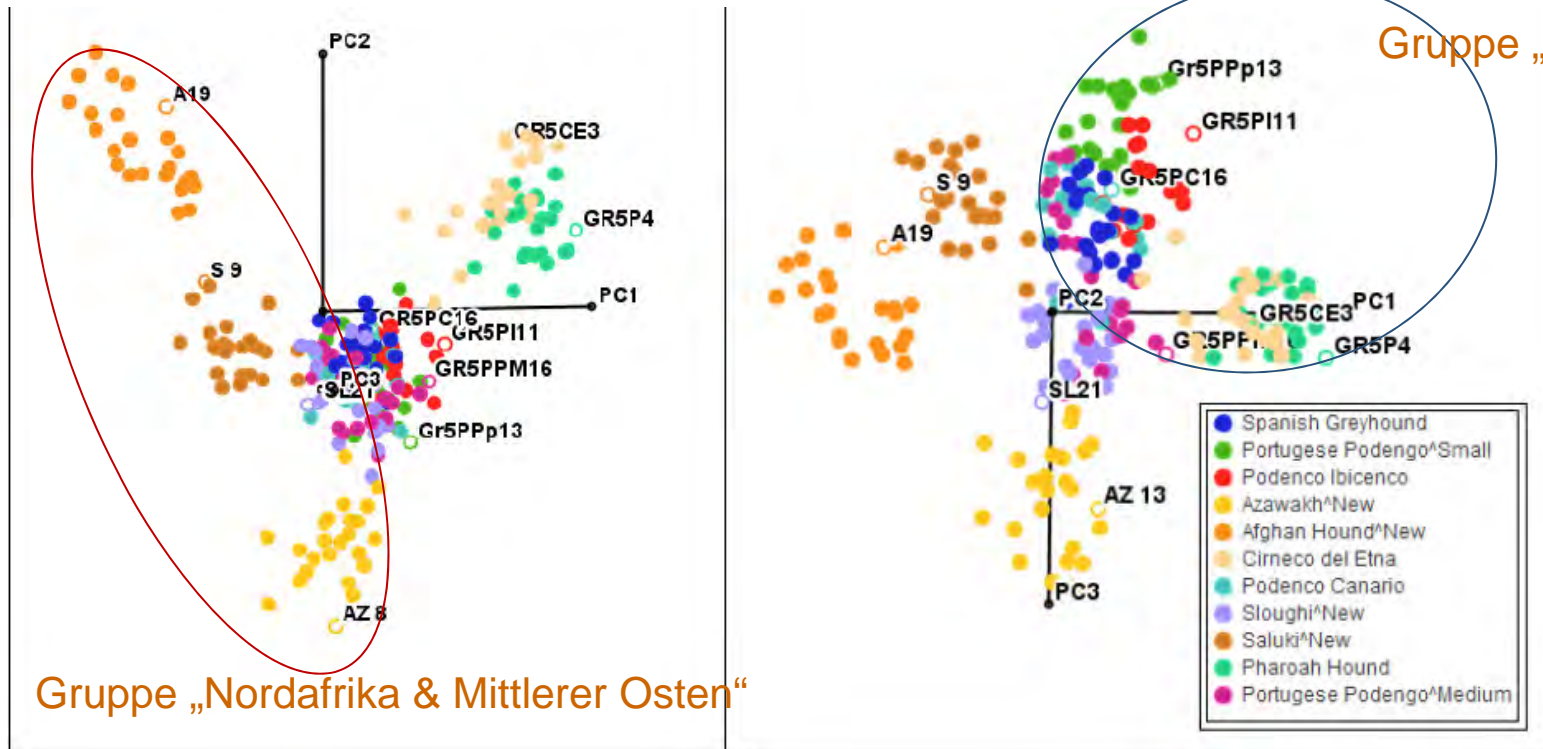 PC2
A19
GR5CE3
GR5P4
S 9
PC1
GR5PC16
GR5PI11
GR5PPM16
PC3
SL21
Gr5PPp13
AZ 8
Gruppe „Nordafrika & Mittlerer Osten“
Gruppe „
Gr5PPp13
GR5PI11
GR5PC16
S 9
A19
PC2
PC1
GR5CE3
GR5P4
SL21
AZ 13
PC3
Spanish Greyhound
Portugese Podengo^Small
Podenco Ibicenco
Azawakh^New
Afghan Hound^New
Cirneco del Etna
Podenco Canario
Sloughi^New
Saluki^New
Pharoah Hound
Portugese Podengo^Medium